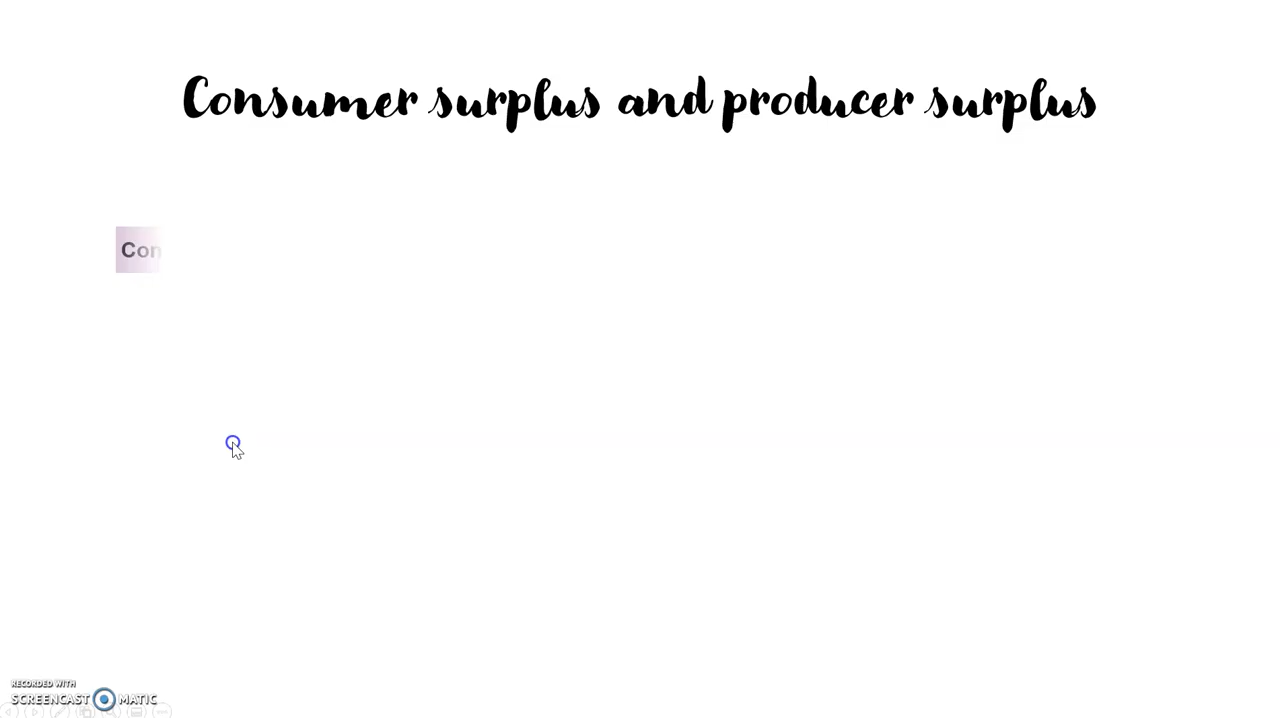 Consumer surplus and producer surplus
Con
RECORDED WITH
SCREENCAST MATIC